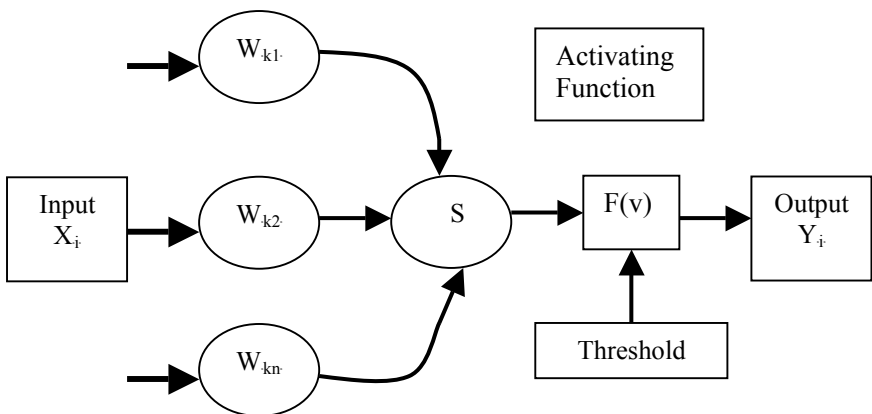 W.k1.
Activating
Function
Input
X.i.
W.k2.
S
F(v)
Output
Y.i.
W.kn.
Threshold